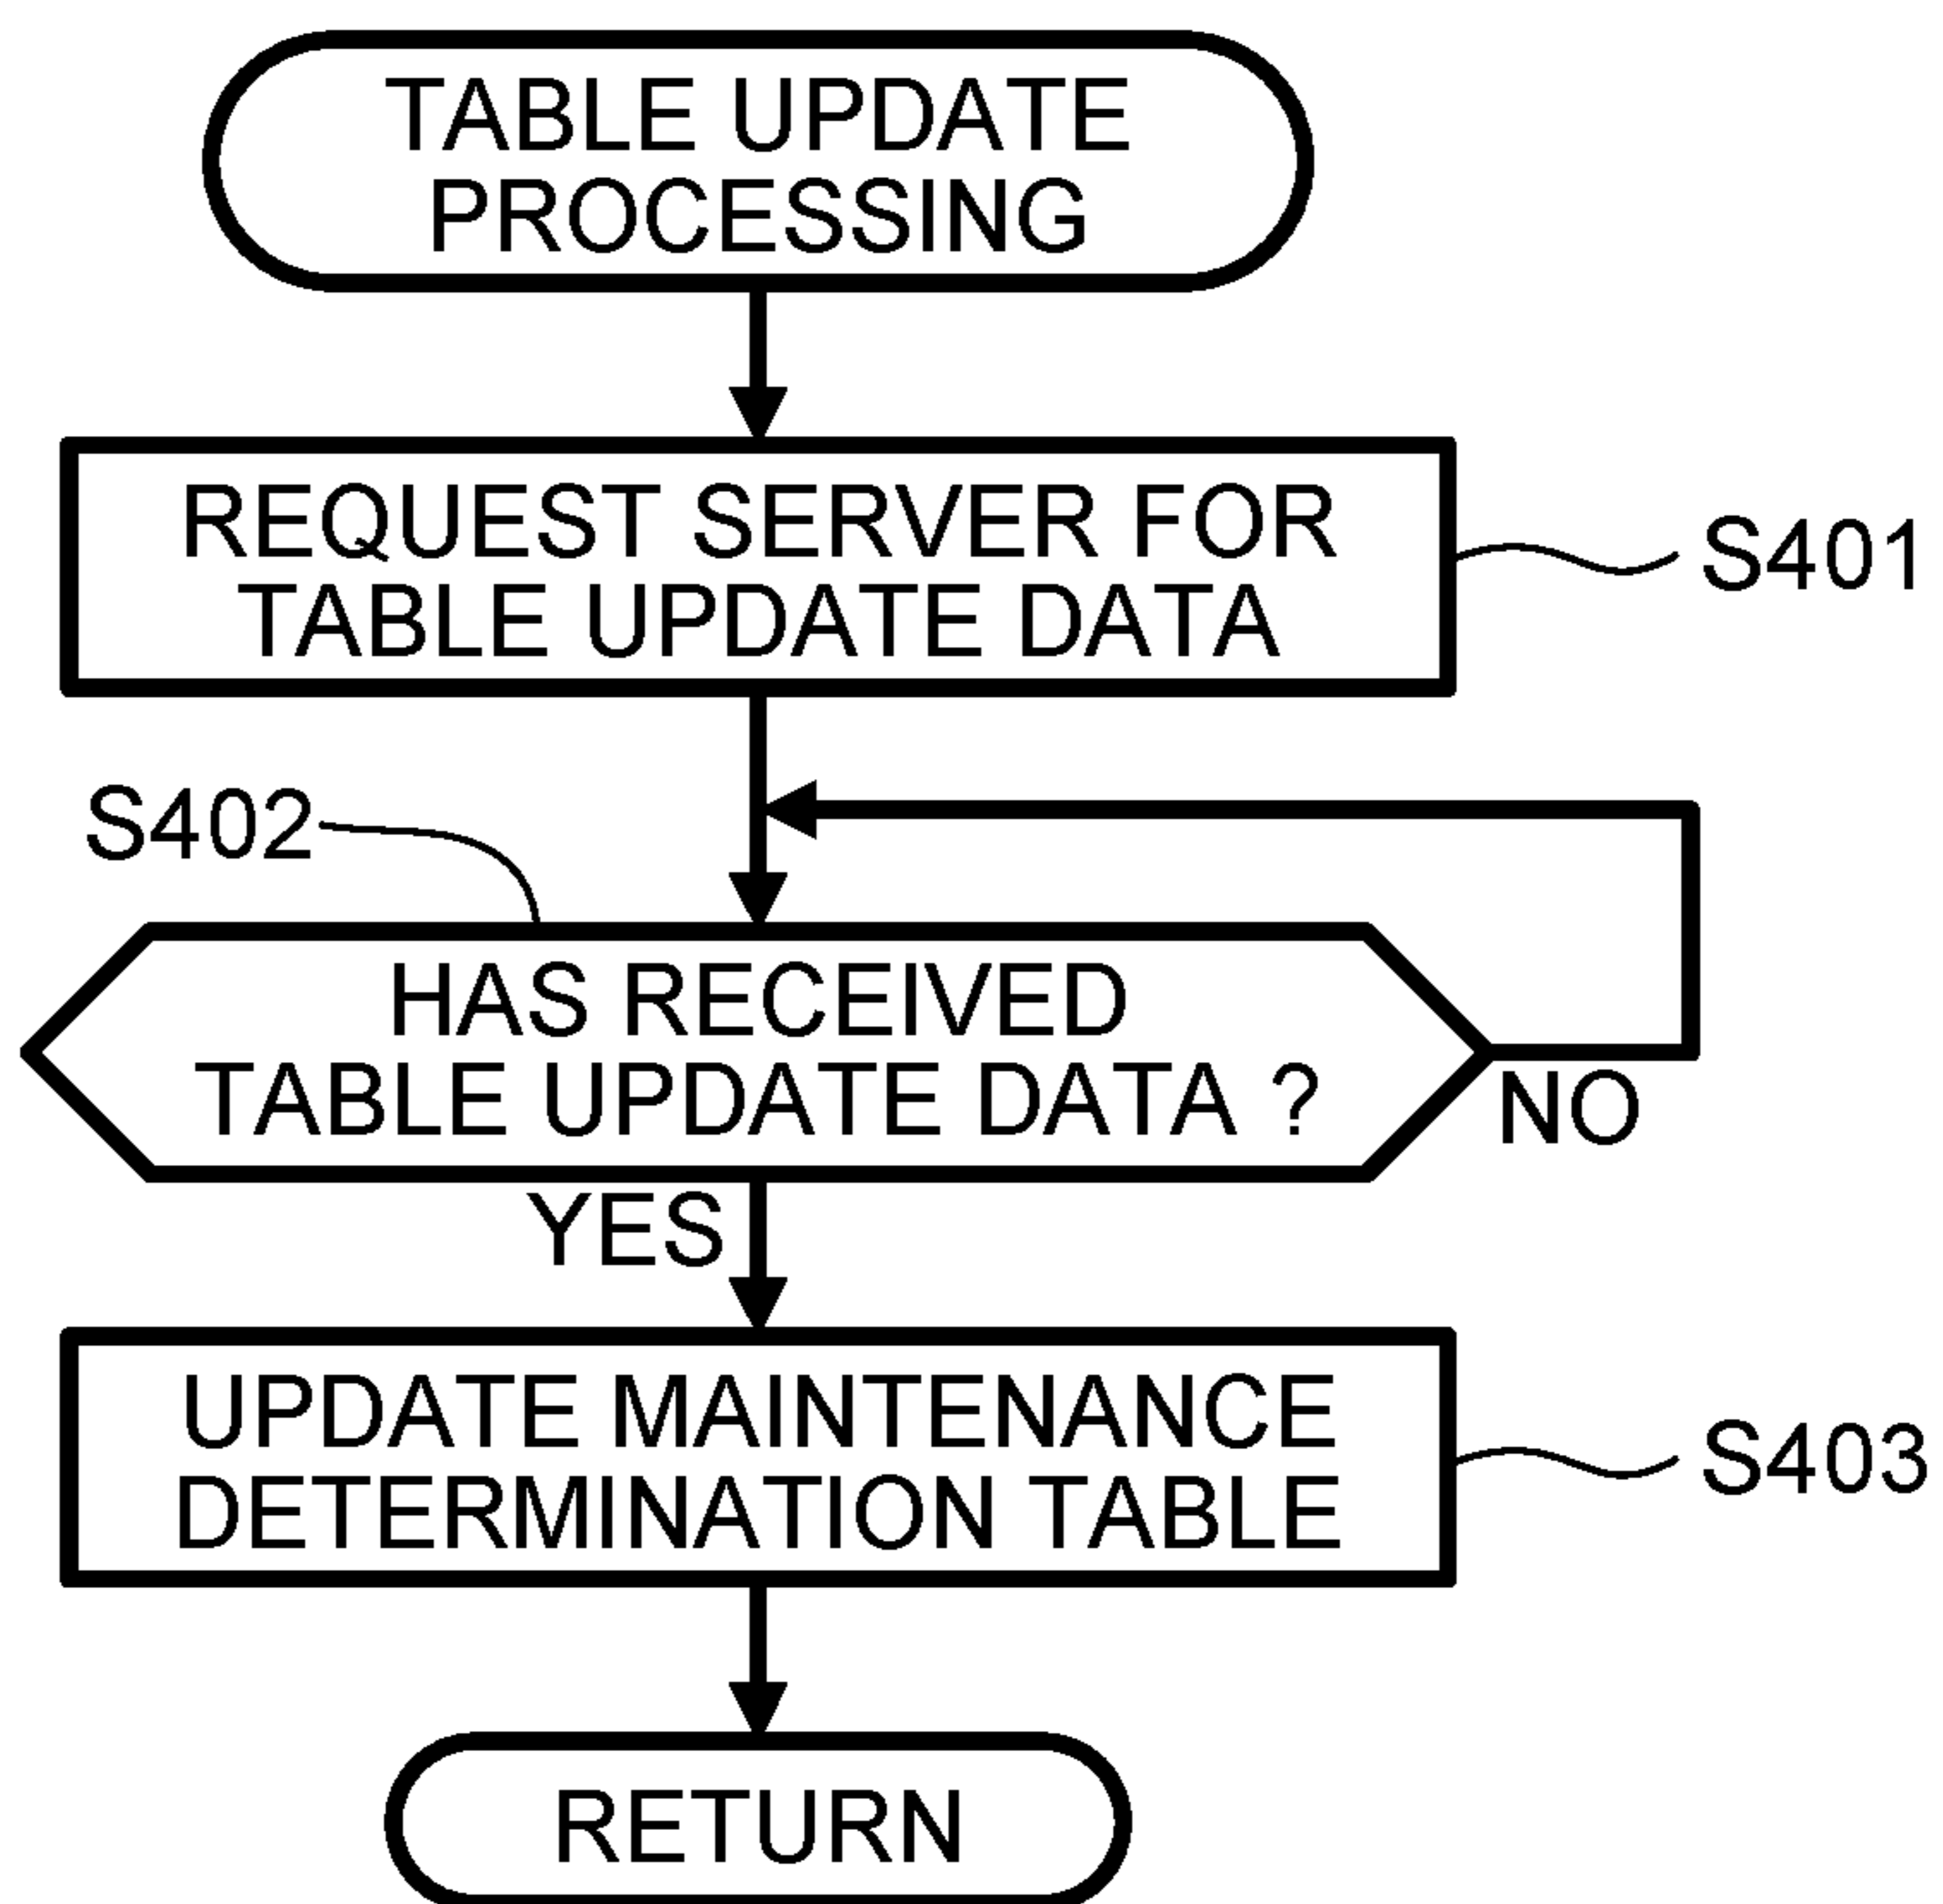 TABLE UPDATE
PROCESSING
REQUEST SERVER FOR
TABLE UPDATE DATA
S401
S402
HAS RECEIVED
TABLE UPDATE DATA ?
NO
YES
UPDATE MAINTENANCE
DETERMINATION TABLE
S403
RETURN